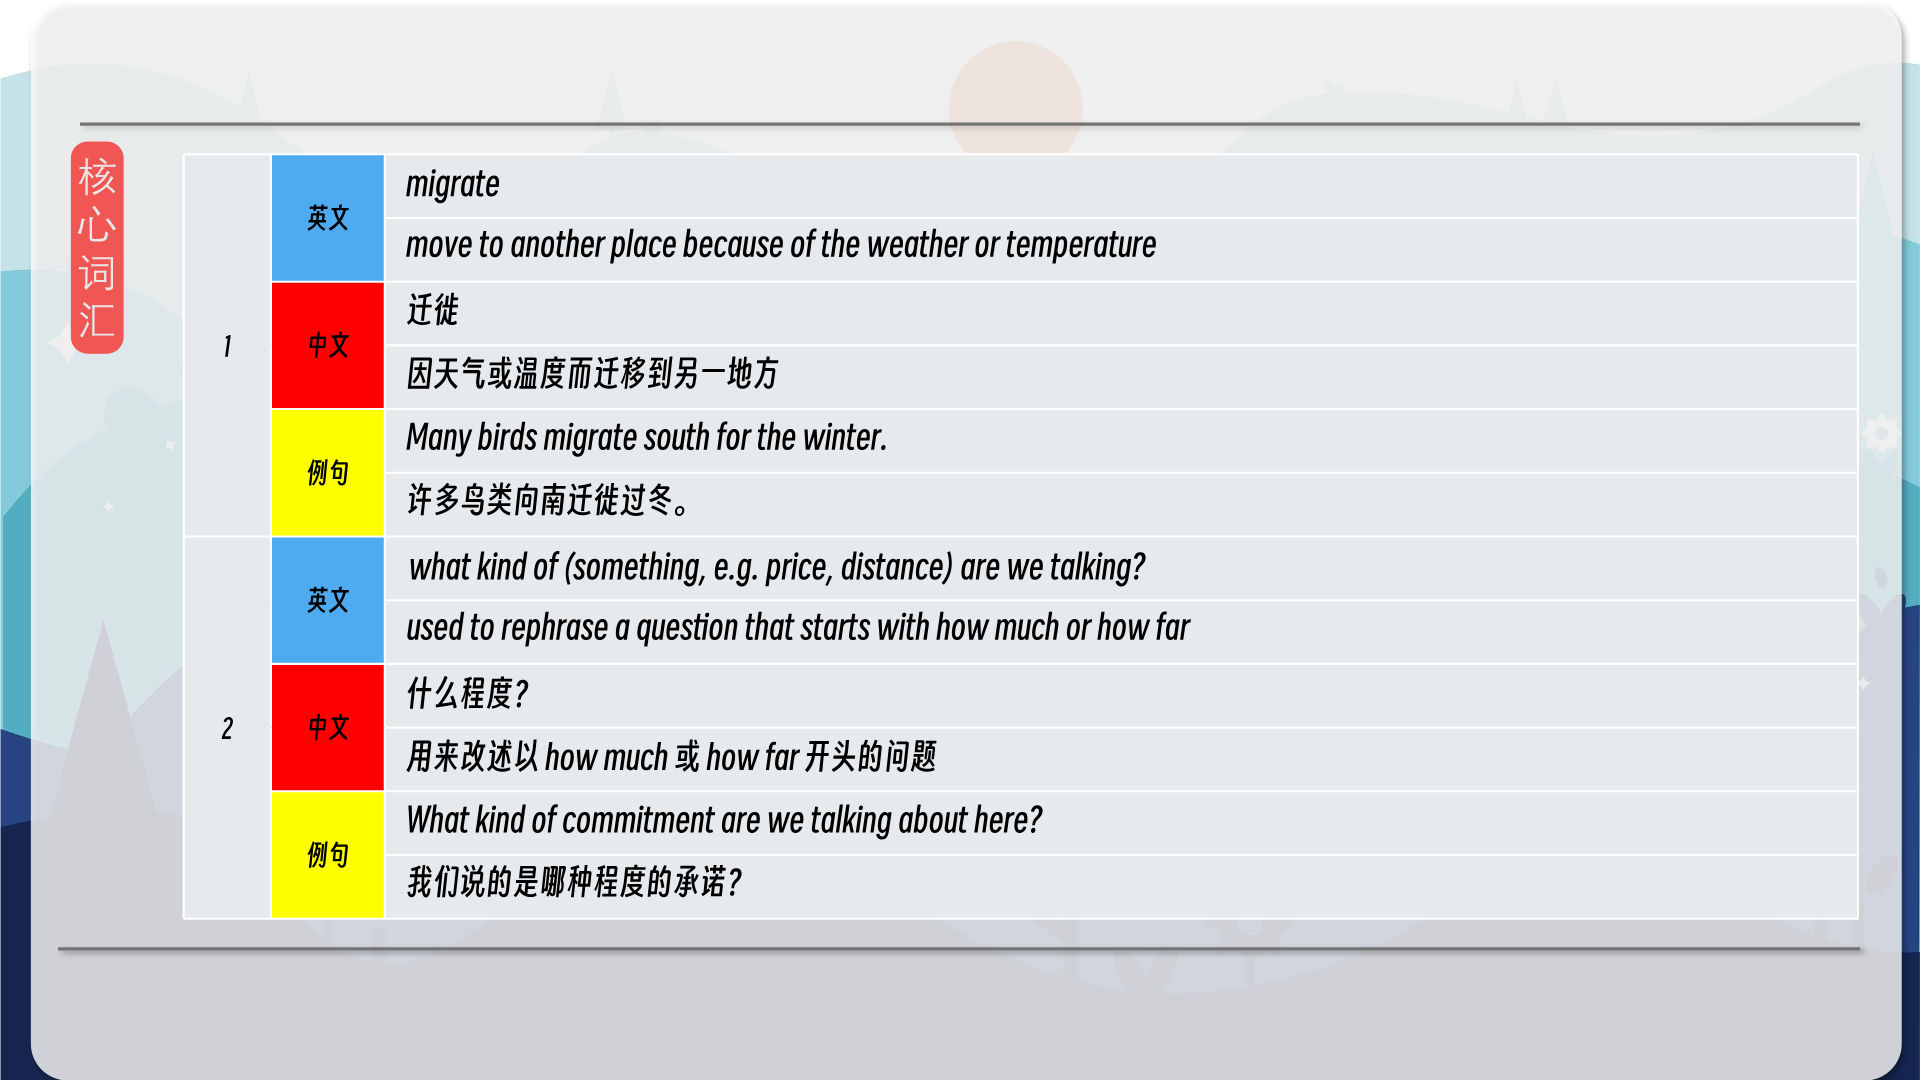 核
心
词
汇
1
英文
migrate
move to another place because of the weather or temperature
中文
迁徙
因天气或温度而迁移到另一地方
例句
Many birds migrate south for the winter.
许多鸟类向南迁徙过冬。
2
英文
what kind of (something, e.g. price, distance) are we talking?
used to rephrase a question that starts with how much or how far
中文
什么程度?
用来改述以 how much 或 how far 开头的问题
例句
What kind of commitment are we talking about here?
我们说的是哪种程度的承诺?